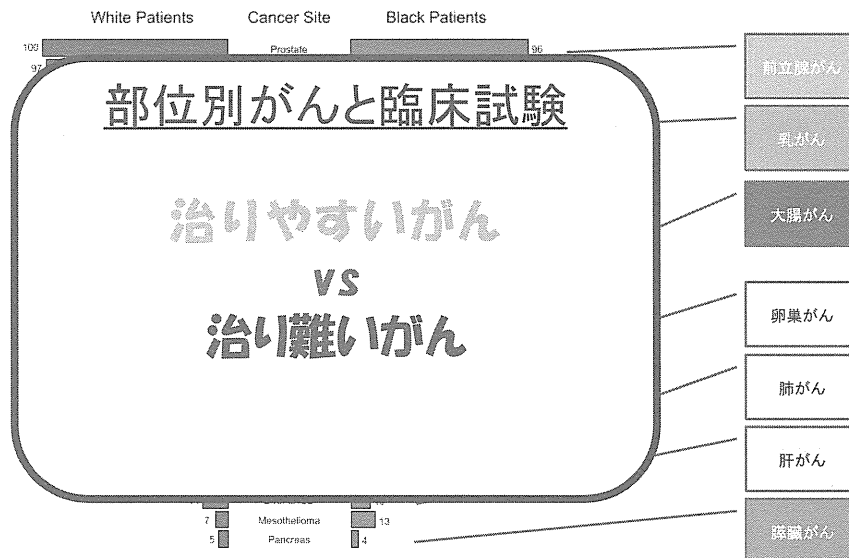 White Patients Cancer Site Black Patients
100 Prostate 96
97
部位別がんと臨床試験
治りやすいがん
vs
治り難いがん
7 Mesothelioma 13
5 Pancreas 4
前立腺がん
乳がん
大腸がん
卵巣がん
肺がん
肝がん
膵臓がん